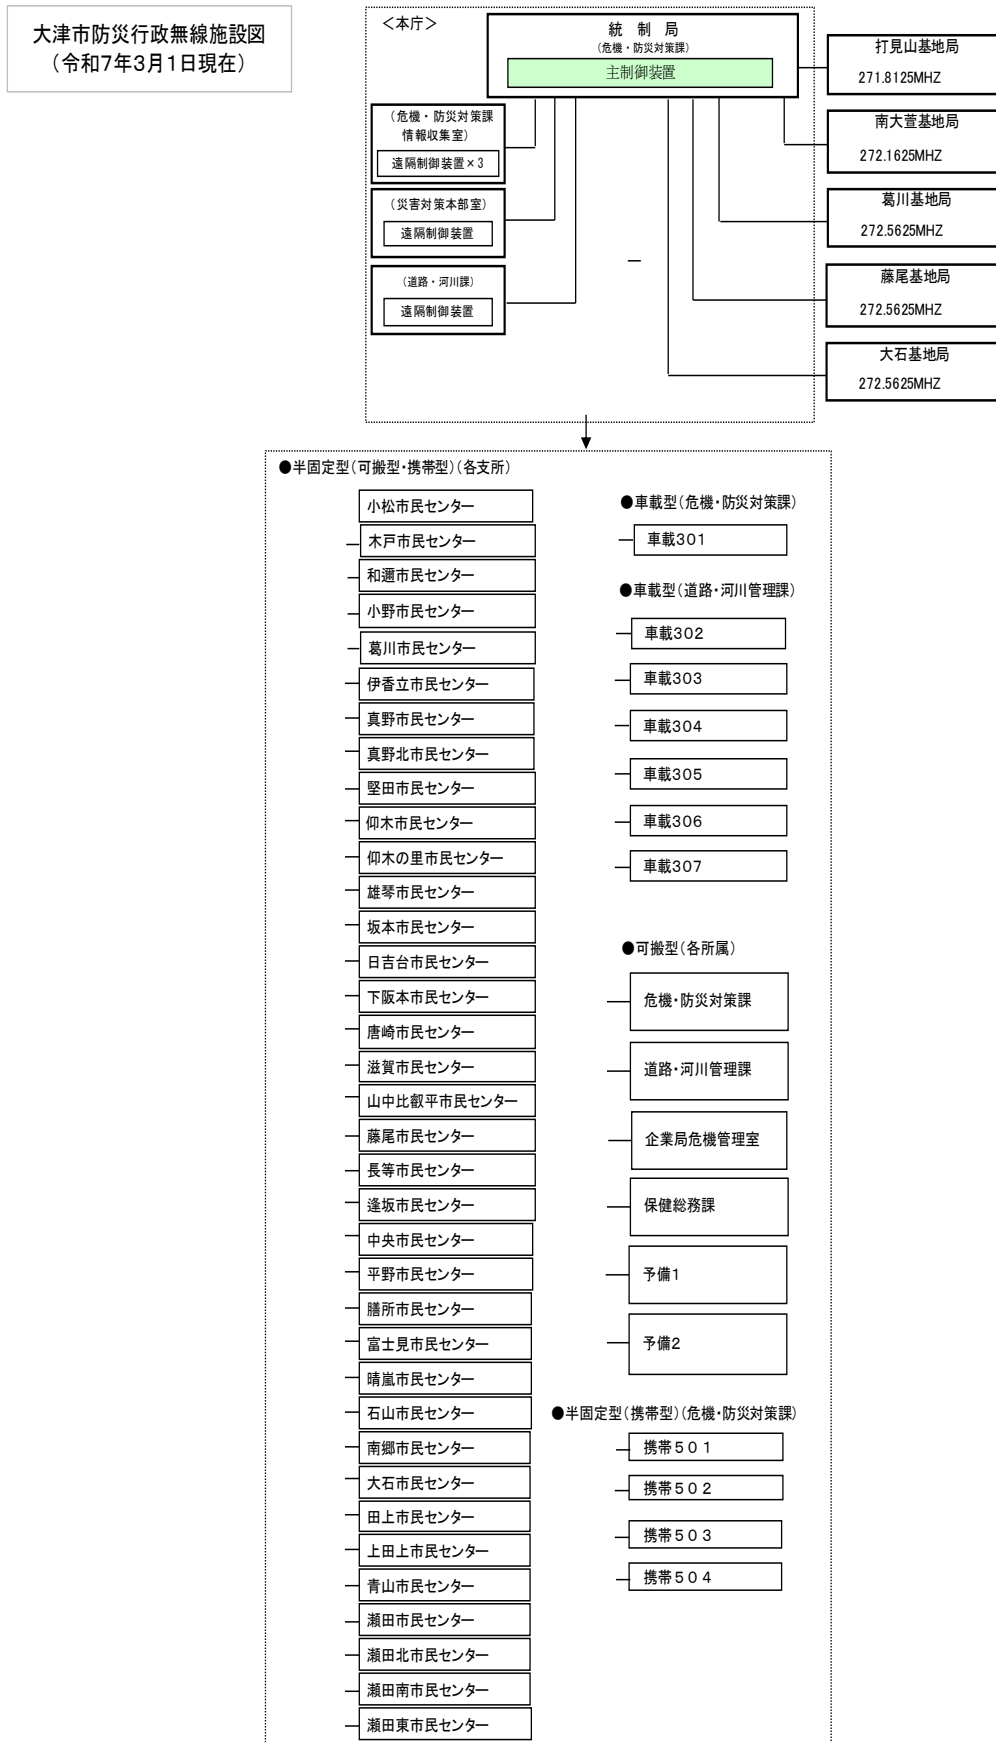 大津市防災行政無線施設図
（令和7年3月1日現在）
＜本庁＞
統 制 局
（危機・防災対策課）
主制御装置
（危機・防災対策課
情報収集室）
遠隔制御装置×3
（災害対策本部室）
遠隔制御装置
（道路・河川課）
遠隔制御装置
打見山基地局
271.8125MHZ
南大萱基地局
272.1625MHZ
葛川基地局
272.5625MHZ
藤尾基地局
272.5625MHZ
大石基地局
272.5625MHZ
●半固定型（可搬型・携帯型）（各支所）
小松市民センター
木戸市民センター
和邇市民センター
小野市民センター
葛川市民センター
伊香立市民センター
真野市民センター
真野北市民センター
堅田市民センター
仰木市民センター
仰木の里市民センター
雄琴市民センター
坂本市民センター
日吉台市民センター
下阪本市民センター
唐崎市民センター
滋賀市民センター
山中比叡平市民センター
藤尾市民センター
長等市民センター
逢坂市民センター
中央市民センター
平野市民センター
膳所市民センター
富士見市民センター
晴嵐市民センター
石山市民センター
南郷市民センター
大石市民センター
田上市民センター
上田上市民センター
青山市民センター
瀬田市民センター
瀬田北市民センター
瀬田南市民センター
瀬田東市民センター
●車載型（危機・防災対策課）
車載301
●車載型（道路・河川管理課）
車載302
車載303
車載304
車載305
車載306
車載307
●可搬型（各所属）
危機・防災対策課
道路・河川管理課
企業局危機管理室
保健総務課
予備1
予備2
●半固定型（携帯型）（危機・防災対策課）
携帯５０１
携帯５０２
携帯５０３
携帯５０４